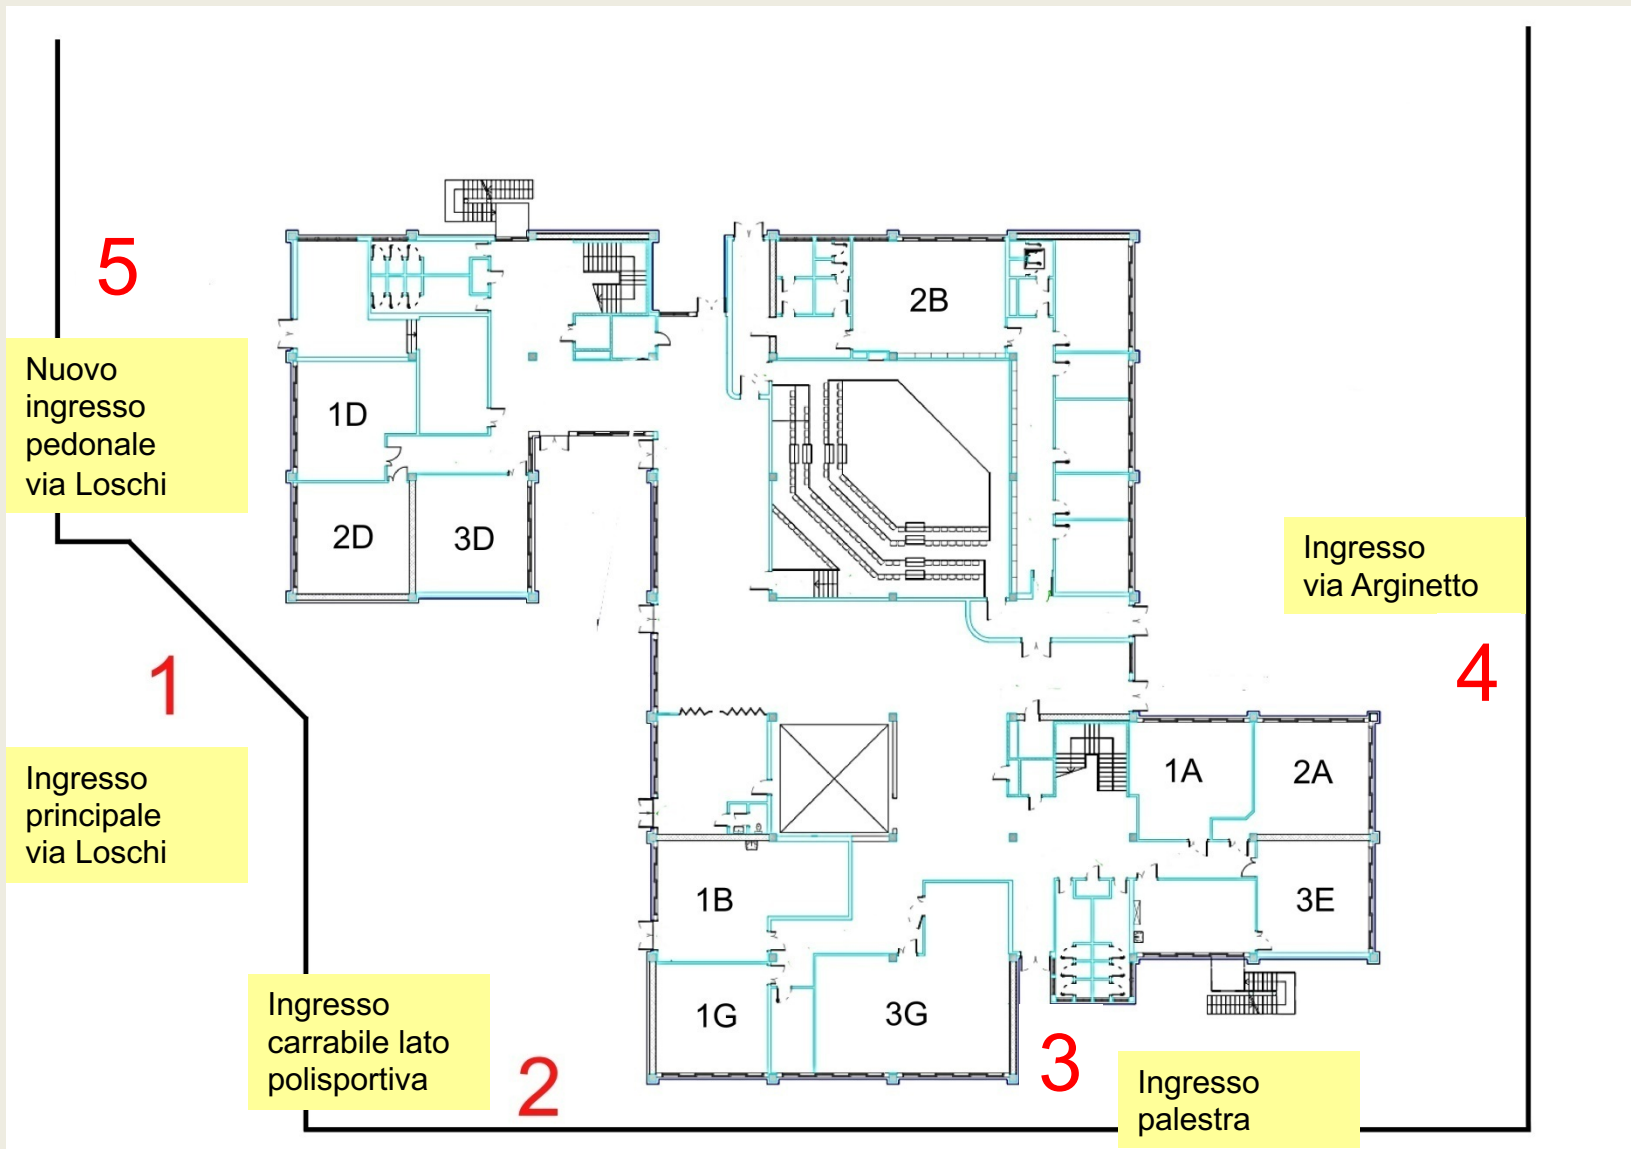 5
Nuovo
ingresso
pedonale
via Loschi
2B
1D
2D
3D
Ingresso
via Arginetto
1
4
Ingresso
principale
via Loschi
1A
2A
1B
3E
Ingresso
carrabile lato
polisportiva
1G
3G
2
3
Ingresso
palestra